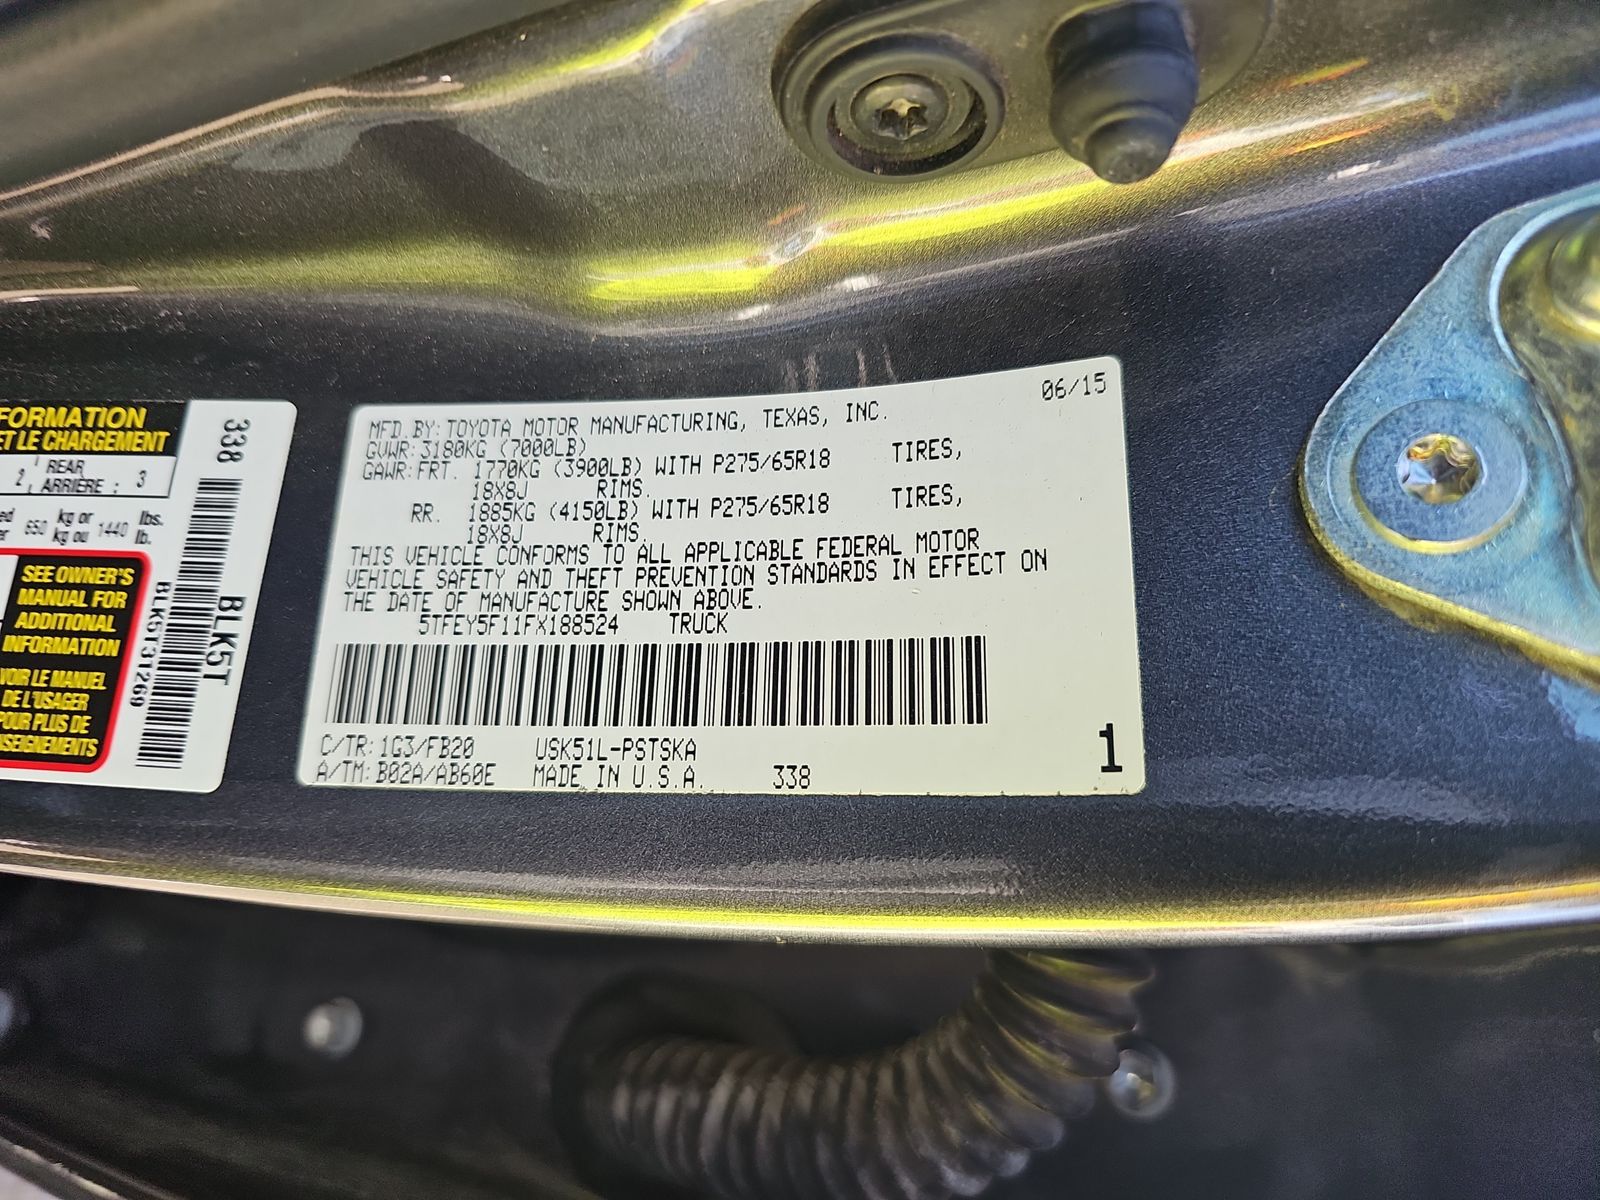 FORMATION
ET LE CHARGEMENT
2 REAR ARRIÈRE : 3
kg or kg ou
650
1440
lbs. lb.
SEE OWNER'S
MANUAL FOR
ADDITIONAL
INFORMATION
VOIR LE MANUEL
DE L'USAGER
POUR PLUS DE
338
BLK5T
BLK5T31269
06/15
MFD.BY:TOYOTA MOTOR MANUFACTURING, TEXAS, INC.
GVWR:3180KG (7000LB)
GAWR:FRT. 1770KG (3900LB) WITH P275/65R18 TIRES,
18X8J RIMS.
RR. 1885KG (4150LB) WITH P275/65R18 TIRES,
18X8J RIMS.
THIS VEHICLE CONFORMS TO ALL APPLICABLE FEDERAL MOTOR
VEHICLE SAFETY AND THEFT PREVENTION STANDARDS IN EFFECT ON
THE DATE OF MANUFACTURE SHOWN ABOVE.
5TFEY5F11FX188524 TRUCK
C/TR:1G3/FB20 USK51L-PSTSKA
A/TM:B02A/AB60E MADE IN U.S.A. 338
1